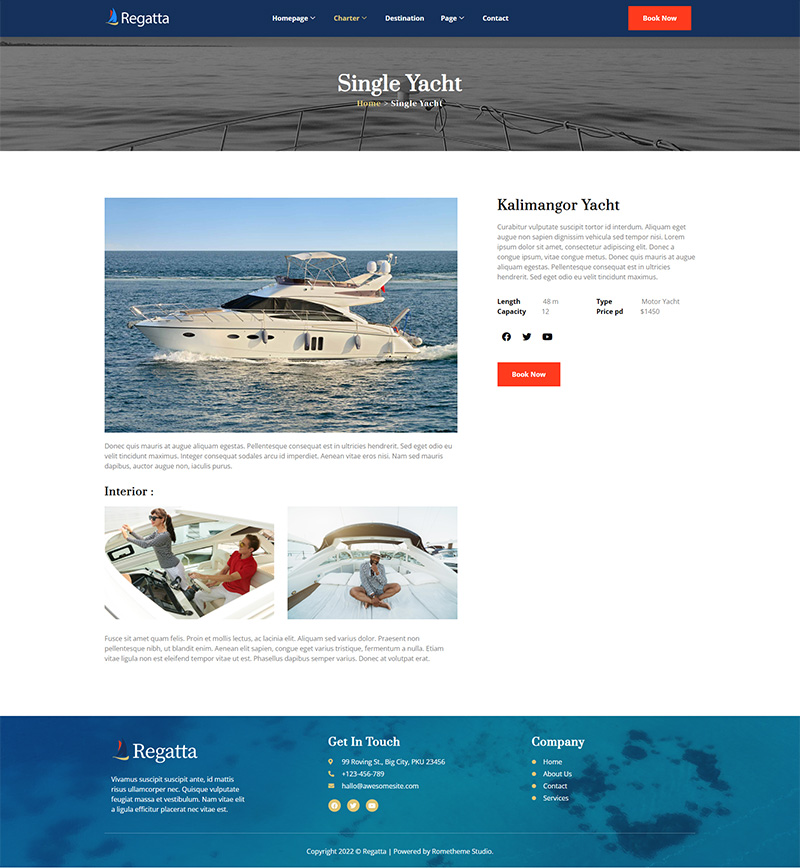 Regatta
Homepage
Charter
Destination
Page
Contact
Book Now
Single Yacht
Home > Single Yacht
Kalimangor Yacht
Curabitur vulputate suscipit tortor id interdum. Aliquam eget
augue non sapien dignissim vehicula sed tempor nisi. Lorem
ipsum dolor sit amet, consectetur adipiscing elit. Donec a
congue ipsum, vitae congue metus. Donec quis mauris at augue
aliquam egestas. Pellentesque consequat est in ultricies
hendrerit. Sed eget odio eu velit tincidunt maximus.
Length 48 m Type Motor Yacht
Capacity 12 Price pd $1450
Book Now
Donec quis mauris at augue aliquam egestas. Pellentesque consequat est in ultricies hendrerit. Sed eget odio eu
velit tincidunt maximus. Integer consequat sodales arcu id imperdiet. Aenean vitae eros nisi. Nam sed mauris
dapibus, auctor augue non, iaculis purus.
Interior :
Fusce sit amet quam felis. Proin et mollis lectus, ac lacinia elit. Aliquam sed varius dolor. Praesent non
pellentesque nibh, ut blandit enim. Aenean elit sapien, congue eget varius tristique, fermentum a nulla. Etiam
vitae ligula non est eleifend tempor vitae ut est. Phasellus dapibus semper varius. Donec at volutpat erat.
Regatta
Vivamus suscipit suscipit ante, id mattis
risus ullamcorper nec. Quisque vulputate
feugiat massa et vestibulum. Nam vitae elit
a ligula efficitur placerat nec vitae est.
Get In Touch
99 Roving St., Big City, PKU 23456
+123-456-789
hallo@awesomesite.com
Company
Home
About Us
Contact
Services
Copyright 2022 © Regatta | Powered by Rometheme Studio.